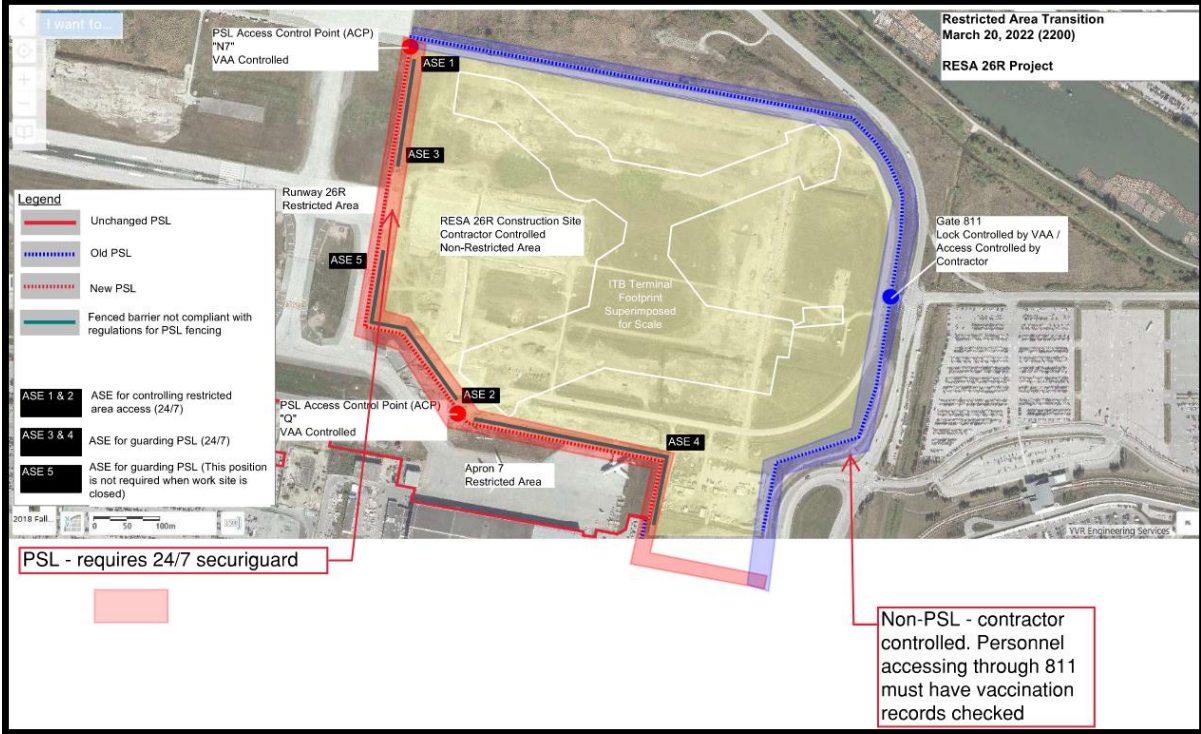 I want to...
PSL Access Control Point (ACP)
"N7"
VAA Controlled
Restricted Area Transition
March 20, 2022 (2200)
RESA 26R Project
ASE 1
ASE 3
Runway 26R
Restricted Area
RESA 26R Construction Site
Contractor Controlled
Non-Restricted Area
Gate 811
Lock Controlled by VAA /
Access Controlled by
Contractor
ASE 5
ITB Terminal
Footprint
Superimposed
for Scale
Legend
Unchanged PSL
Old PSL
New PSL
Fenced barrier not compliant with
regulations for PSL fencing
ASE 1 & 2
ASE for controlling restricted
area access (24/7)
ASE 3 & 4
ASE for guarding PSL (24/7)
ASE 5
ASE for guarding PSL (This position
is not required when work site is
closed)
ASE 2
PSL Access Control Point (ACP)
"Q"
VAA Controlled
ASE 4
Apron 7
Restricted Area
2018 Fall...
0 50 100m
YVR Engineering Services
PSL - requires 24/7 securiguard
Non-PSL - contractor
controlled. Personnel
accessing through 811
must have vaccination
records checked